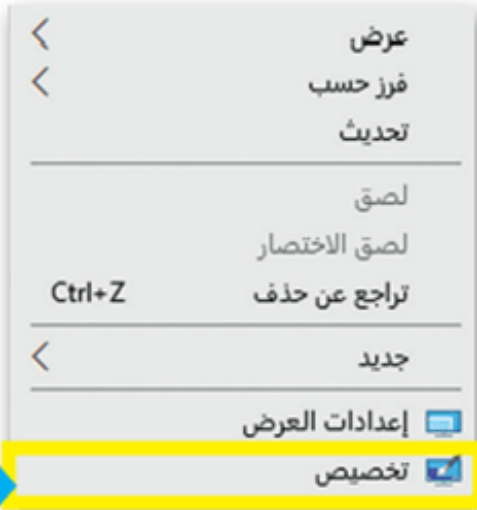 عرض
فرز حسب
تحديث
لصق
لصق الاختصار
تراجع عن حذف Ctrl+Z
جديد
إعدادات العرض
تخصيص